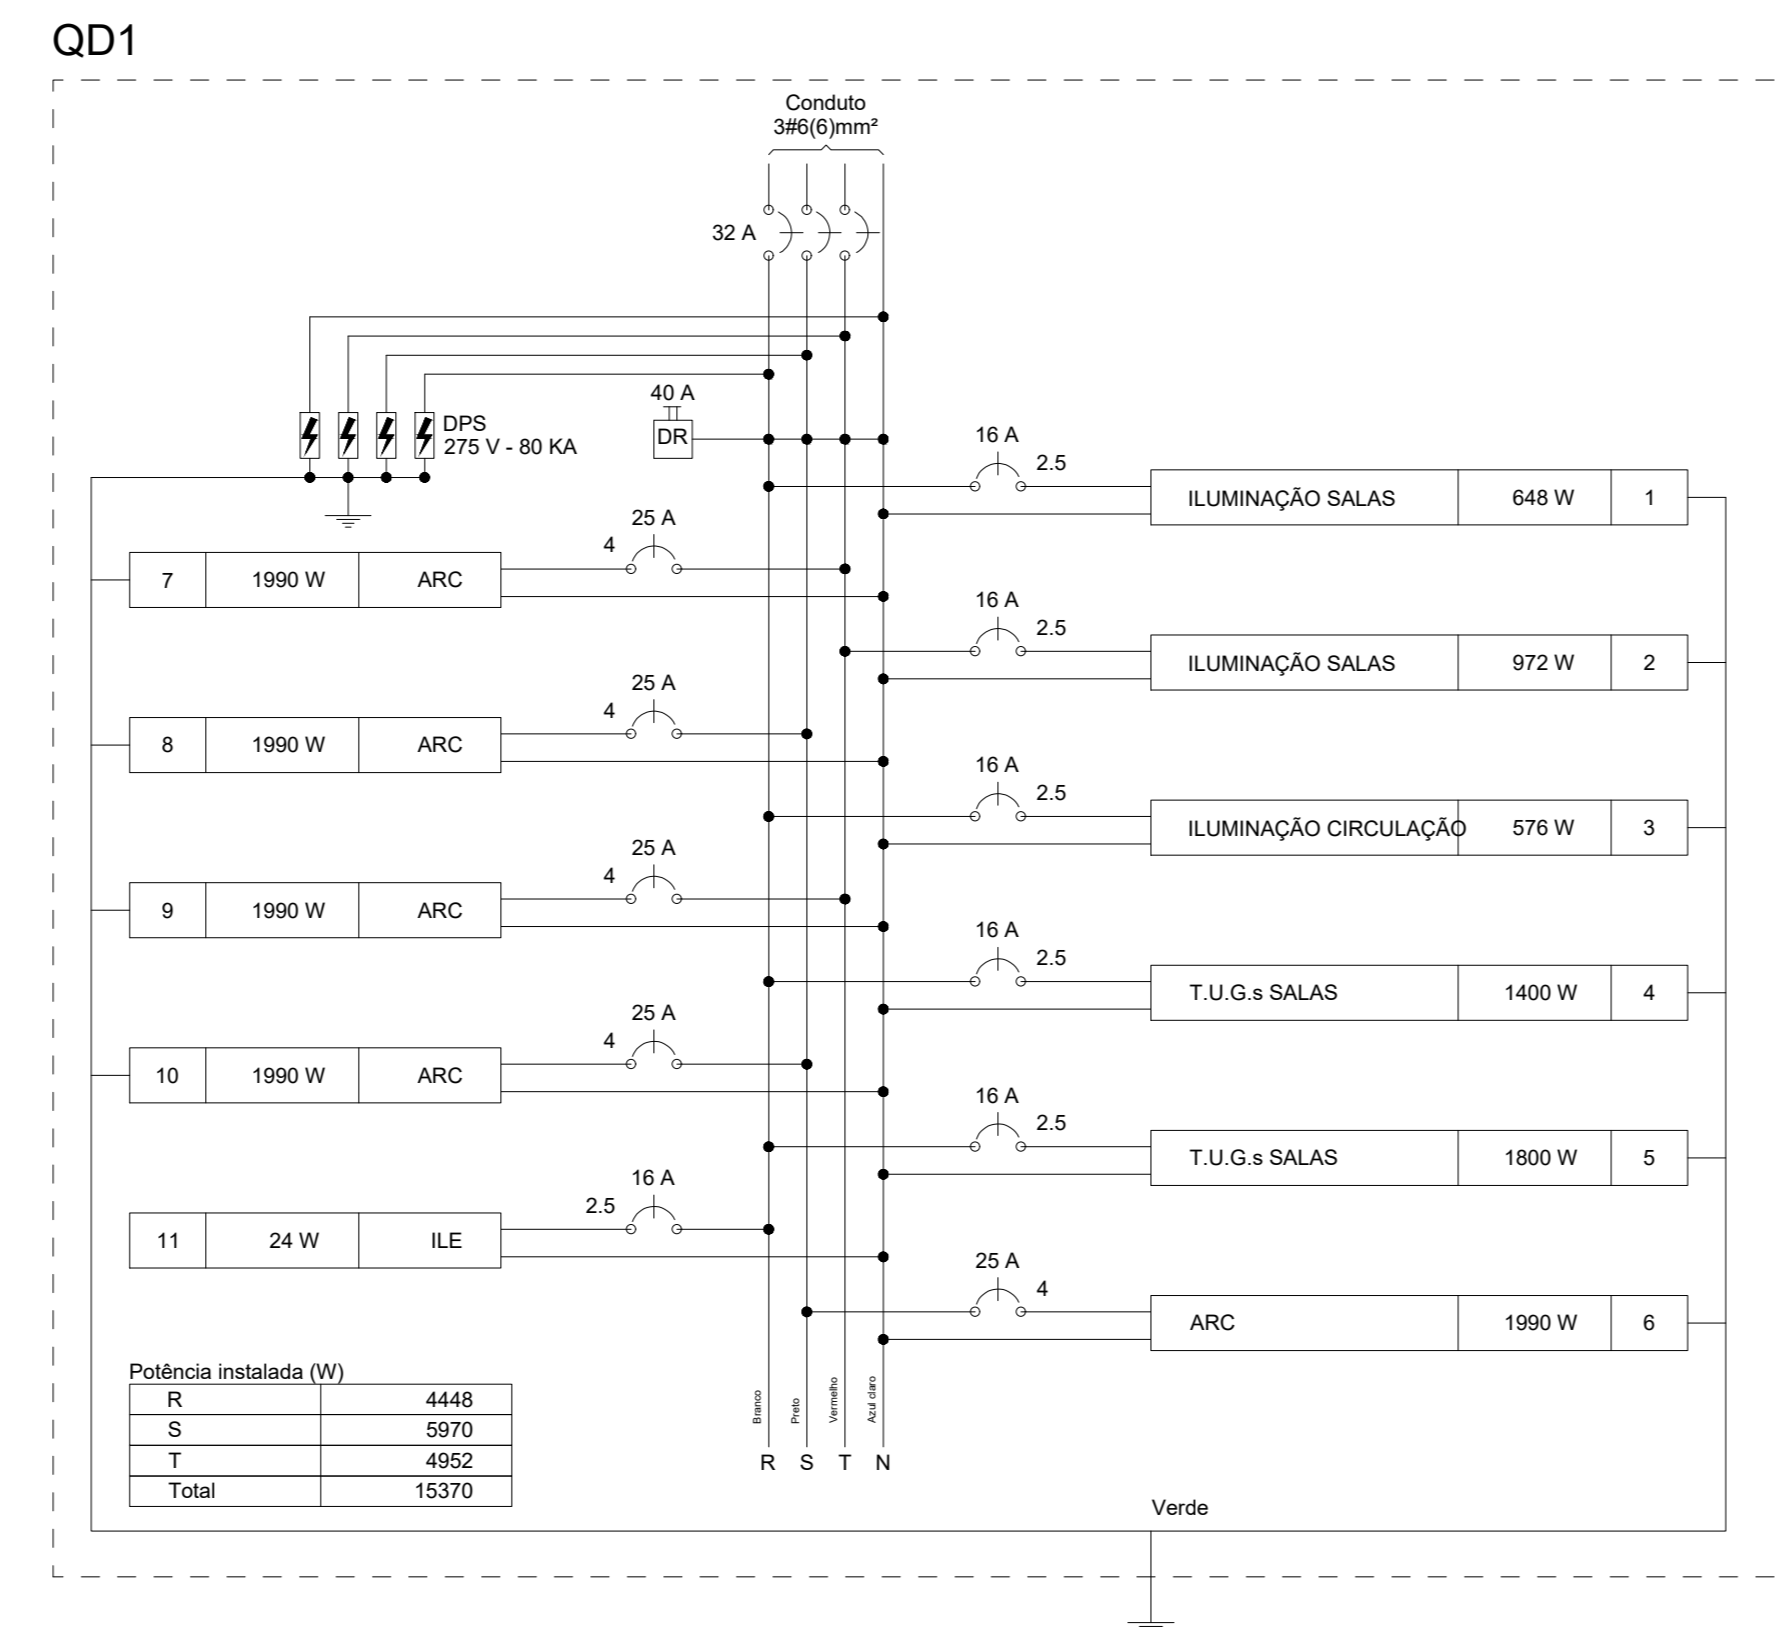 QD1
Conduto
3#6(6)mm²
32 A
40 A
DR
DPS
275 V - 80 KA
16 A
2.5
ILUMINAÇÃO SALAS 648 W 1
25 A
4
7 1990 W ARC
16 A
2.5
ILUMINAÇÃO SALAS 972 W 2
25 A
4
8 1990 W ARC
16 A
2.5
ILUMINAÇÃO CIRCULAÇÃO 576 W 3
25 A
4
9 1990 W ARC
16 A
2.5
T.U.G.s SALAS 1400 W 4
25 A
4
10 1990 W ARC
16 A
2.5
T.U.G.s SALAS 1800 W 5
16 A
2.5
11 24 W ILE
25 A
4
ARC 1990 W 6
Potência instalada (W)
R 4448
S 5970
T 4952
Total 15370
Branco
Preto
Vermelho
Azul claro
R S T N
Verde